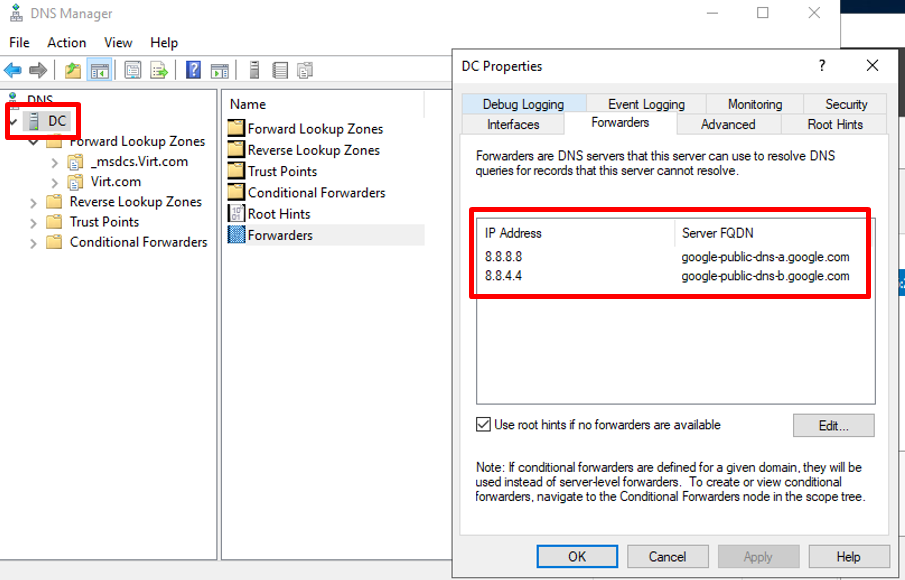 DNS Manager
File Action View Help
DNS
DC
Forward Lookup Zones
_msdcs.Virt.com
Virt.com
Reverse Lookup Zones
Trust Points
Conditional Forwarders
Name
Forward Lookup Zones
Reverse Lookup Zones
Trust Points
Conditional Forwarders
Root Hints
Forwarders
DC Properties
Debug Logging Event Logging Monitoring Security
Interfaces Forwarders Advanced Root Hints
Forwarders are DNS servers that this server can use to resolve DNS
queries for records that this server cannot resolve.
IP Address Server FQDN
8.8.8.8 google-public-dns-a.google.com
8.8.4.4 google-public-dns-b.google.com
Use root hints if no forwarders are available
Edit...
Note: If conditional forwarders are defined for a given domain, they will be
used instead of server-level forwarders. To create or view conditional
forwarders, navigate to the Conditional Forwarders node in the scope tree.
OK Cancel Apply Help